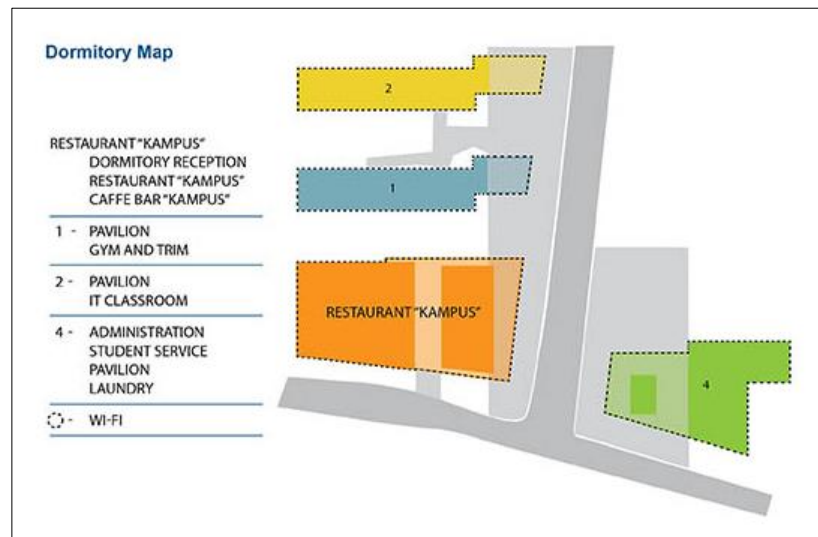 Dormitory Map
RESTAURANT"KAMPUS"
DORMITORY RECEPTION
RESTAURANT "KAMPUS"
CAFFE BAR "KAMPUS"
1 - PAVILION
GYM AND TRIM
2 - PAVILION
IT CLASSROOM
4 - ADMINISTRATION
STUDENT SERVICE
PAVILION
LAUNDRY
- WI-FI
2
1
RESTAURANT "KAMPUS"
4